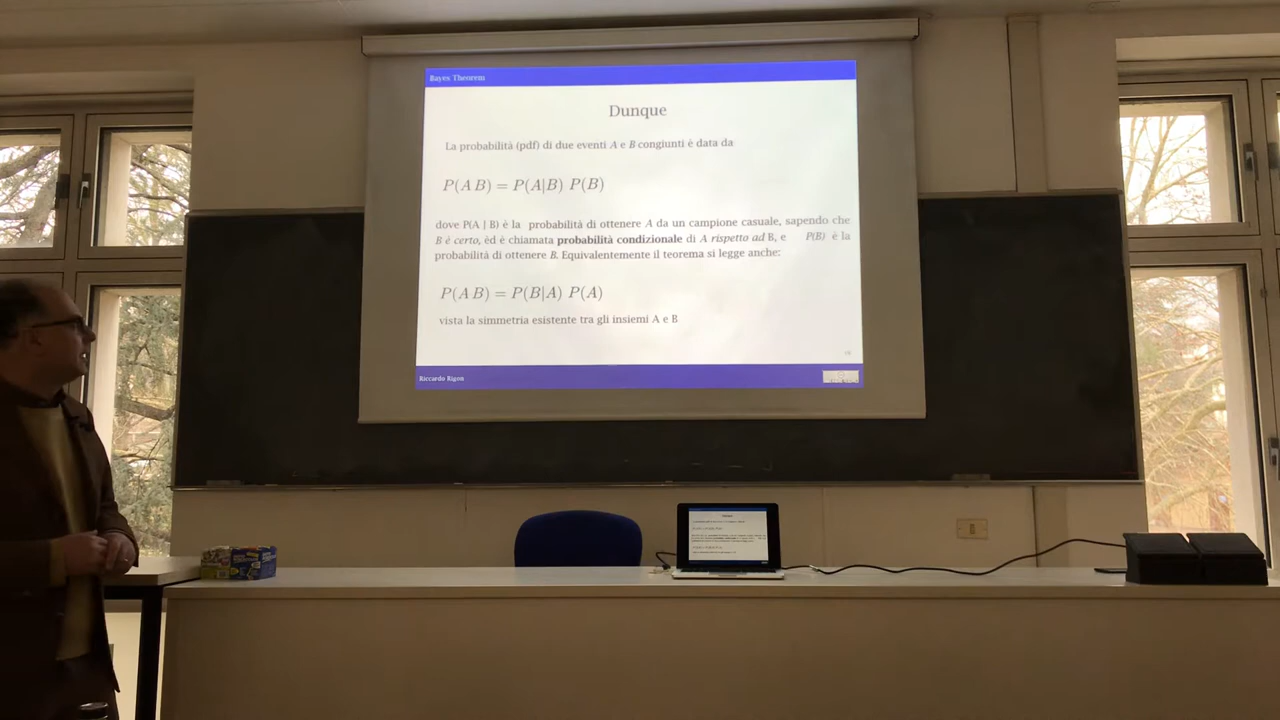 Bayes Theorem
Dunque
La probabilità (pdf) di due eventi A e B congiunti è data da
P(A B) = P(A|B) P(B)
dove P(A | B) è la probabilità di ottenere A da un campione casuale, sapendo che
B è certo, èd è chiamata probabilità condizionale di A rispetto ad B, e P(B) è la
probabilità di ottenere B. Equivalentemente il teorema si legge anche:
P(A B) = P(B|A) P(A)
vista la simmetria esistente tra gli insiemi A e B
Riccardo Rigon